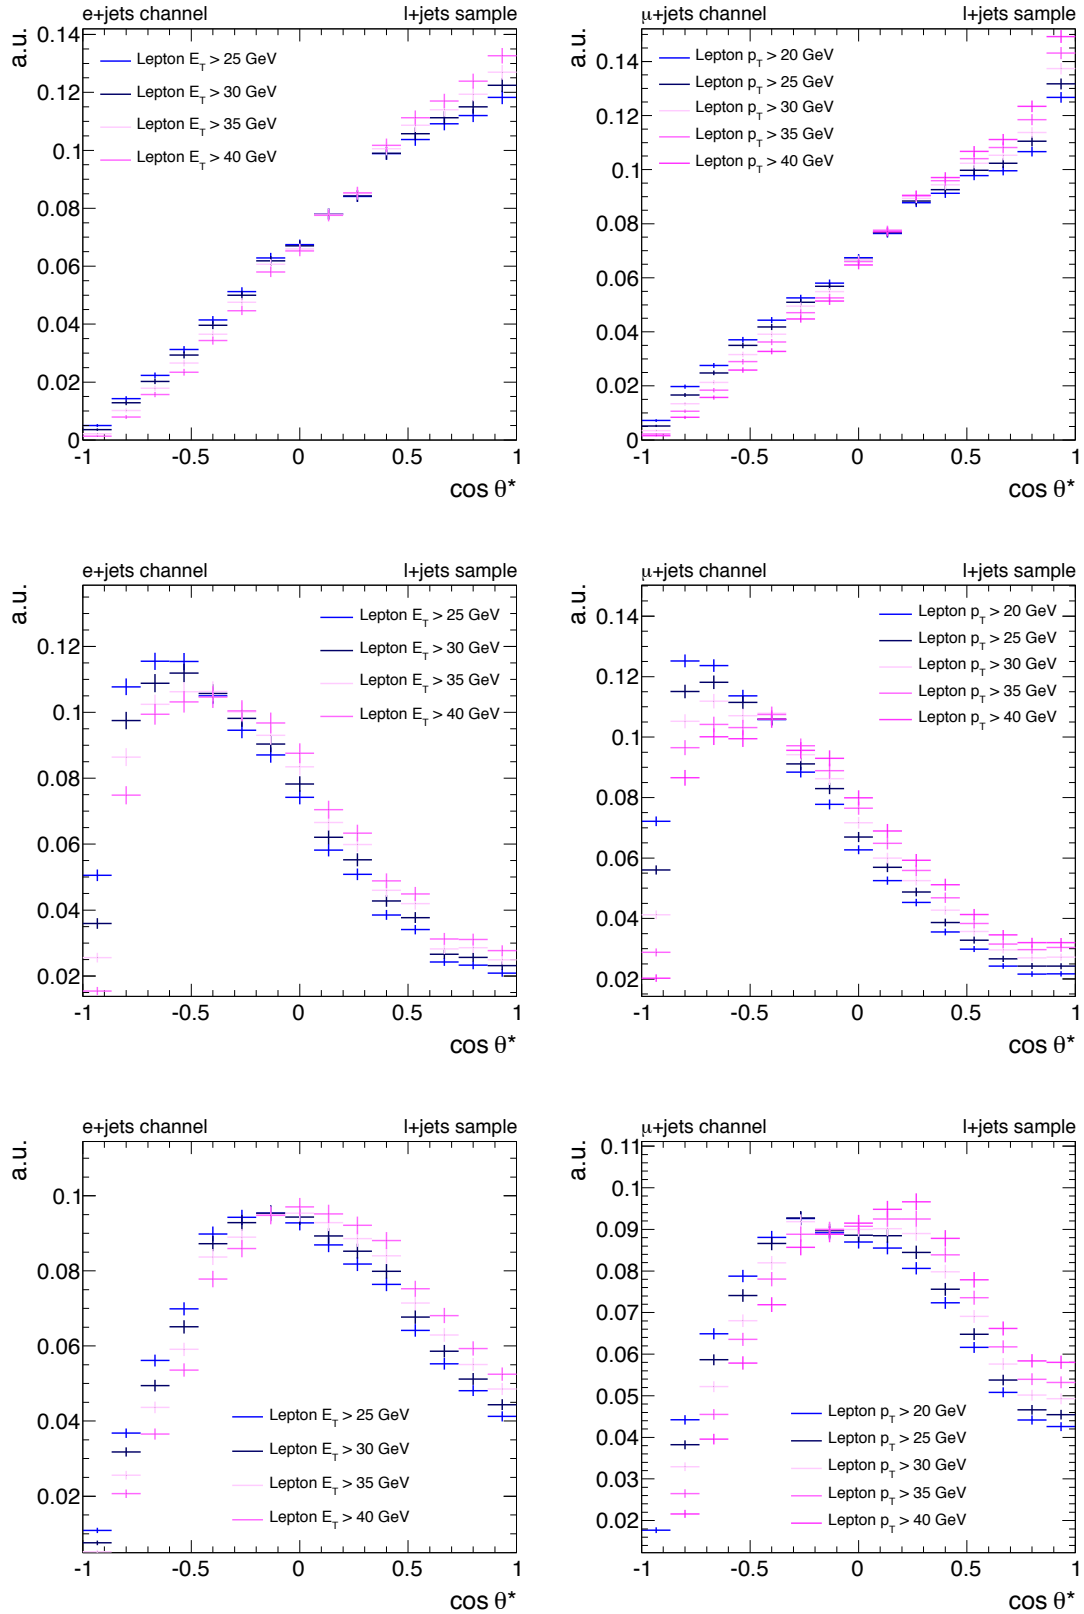 e+jets channel l+jets sample
a.u.
Lepton E_T > 25 GeV
Lepton E_T > 30 GeV
Lepton E_T > 35 GeV
Lepton E_T > 40 GeV
0.14
0.12
0.1
0.08
0.06
0.04
0.02
0
-1 -0.5 0 0.5 1
cos θ*
μ+jets channel l+jets sample
a.u.
Lepton p_T > 20 GeV
Lepton p_T > 25 GeV
Lepton p_T > 30 GeV
Lepton p_T > 35 GeV
Lepton p_T > 40 GeV
0.14
0.12
0.1
0.08
0.06
0.04
0.02
0
-1 -0.5 0 0.5 1
cos θ*
e+jets channel l+jets sample
a.u.
Lepton E_T > 25 GeV
Lepton E_T > 30 GeV
Lepton E_T > 35 GeV
Lepton E_T > 40 GeV
0.12
0.1
0.08
0.06
0.04
0.02
-1 -0.5 0 0.5 1
cos θ*
μ+jets channel l+jets sample
a.u.
Lepton p_T > 20 GeV
Lepton p_T > 25 GeV
Lepton p_T > 30 GeV
Lepton p_T > 35 GeV
Lepton p_T > 40 GeV
0.14
0.12
0.1
0.08
0.06
0.04
0.02
-1 -0.5 0 0.5 1
cos θ*
e+jets channel l+jets sample
a.u.
0.1
0.08
0.06
0.04
0.02
Lepton E_T > 25 GeV
Lepton E_T > 30 GeV
Lepton E_T > 35 GeV
Lepton E_T > 40 GeV
-1 -0.5 0 0.5 1
cos θ*
μ+jets channel l+jets sample
a.u.
0.11
0.1
0.09
0.08
0.07
0.06
0.05
0.04
0.03
0.02
Lepton p_T > 20 GeV
Lepton p_T > 25 GeV
Lepton p_T > 30 GeV
Lepton p_T > 35 GeV
Lepton p_T > 40 GeV
-1 -0.5 0 0.5 1
cos θ*